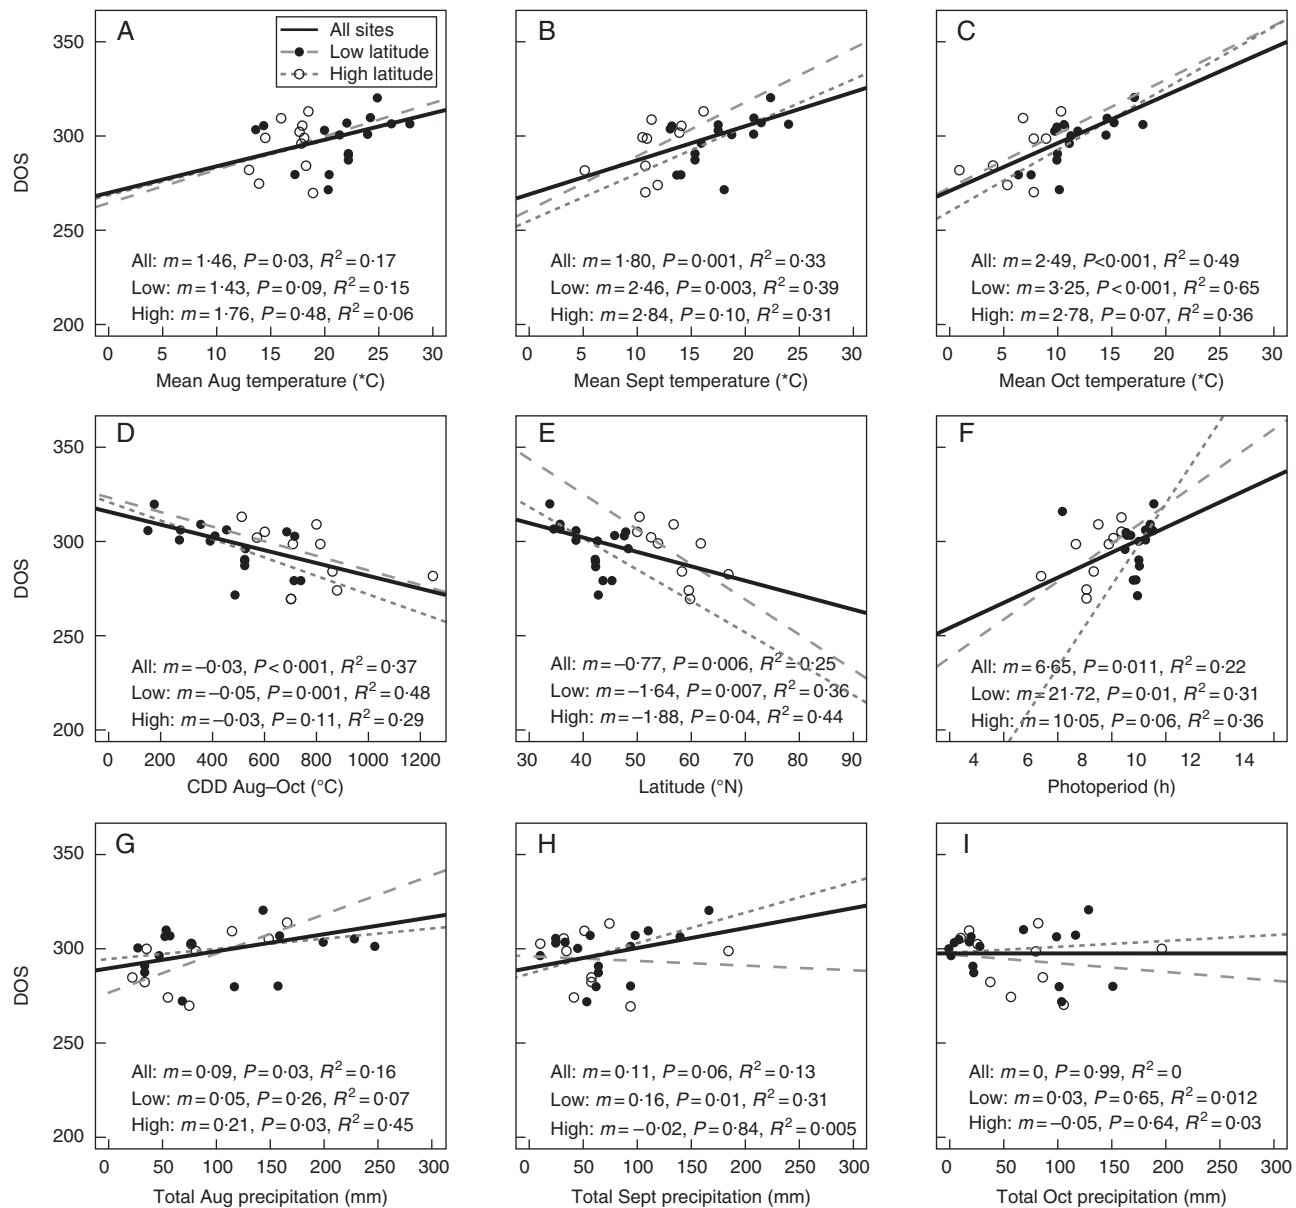 A
All sites
Low latitude
High latitude
350
300
250
200
DOS
All: m=1·46, P=0·03, R²=0·17
Low: m=1·43, P=0·09, R²=0·15
High: m=1·76, P=0·48, R²=0·06
0 5 10 15 20 25 30
Mean Aug temperature (*C)
B
All: m=1·80, P=0·001, R²=0·33
Low: m=2·46, P=0·003, R²=0·39
High: m=2·84, P=0·10, R²=0·31
0 5 10 15 20 25 30
Mean Sept temperature (*C)
C
All: m=2·49, P<0·001, R²=0·49
Low: m=3·25, P<0·001, R²=0·65
High: m=2·78, P=0·07, R²=0·36
0 5 10 15 20 25 30
Mean Oct temperature (*C)
D
350
300
250
200
DOS
All: m=−0·03, P<0·001, R²=0·37
Low: m=−0·05, P=0·001, R²=0·48
High: m=−0·03, P=0·11, R²=0·29
0 200 400 600 800 1000 1200
CDD Aug–Oct (°C)
E
All: m=−0·77, P=0·006, R²=0·25
Low: m=−1·64, P=0·007, R²=0·36
High: m=−1·88, P=0·04, R²=0·44
30 40 50 60 70 80 90
Latitude (°N)
F
All: m=6·65, P=0·011, R²=0·22
Low: m=21·72, P=0·01, R²=0·31
High: m=10·05, P=0·06, R²=0·36
4 6 8 10 12 14
Photoperiod (h)
G
350
300
250
200
DOS
All: m=0·09, P=0·03, R²=0·16
Low: m=0·05, P=0·26, R²=0·07
High: m=0·21, P=0·03, R²=0·45
0 50 100 150 200 250 300
Total Aug precipitation (mm)
H
All: m=0·11, P=0·06, R²=0·13
Low: m=0·16, P=0·01, R²=0·31
High: m=−0·02, P=0·84, R²=0·005
0 50 100 150 200 250 300
Total Sept precipitation (mm)
I
All: m=0, P=0·99, R²=0
Low: m=0·03, P=0·65, R²=0·012
High: m=−0·05, P=0·64, R²=0·03
0 50 100 150 200 250 300
Total Oct precipitation (mm)